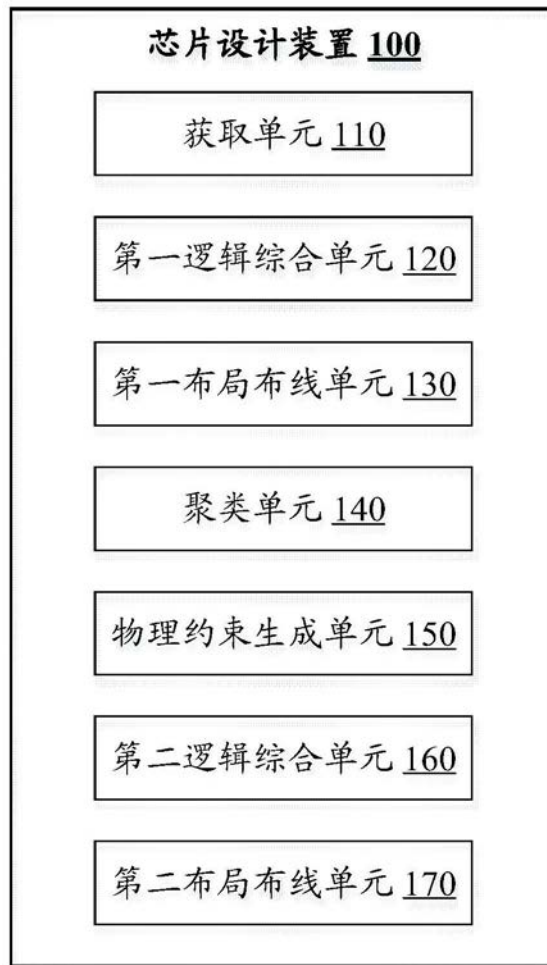 芯片设计装置 100
获取单元 110
第一逻辑综合单元 120
第一布局布线单元 130
聚类单元 140
物理约束生成单元 150
第二逻辑综合单元 160
第二布局布线单元 170